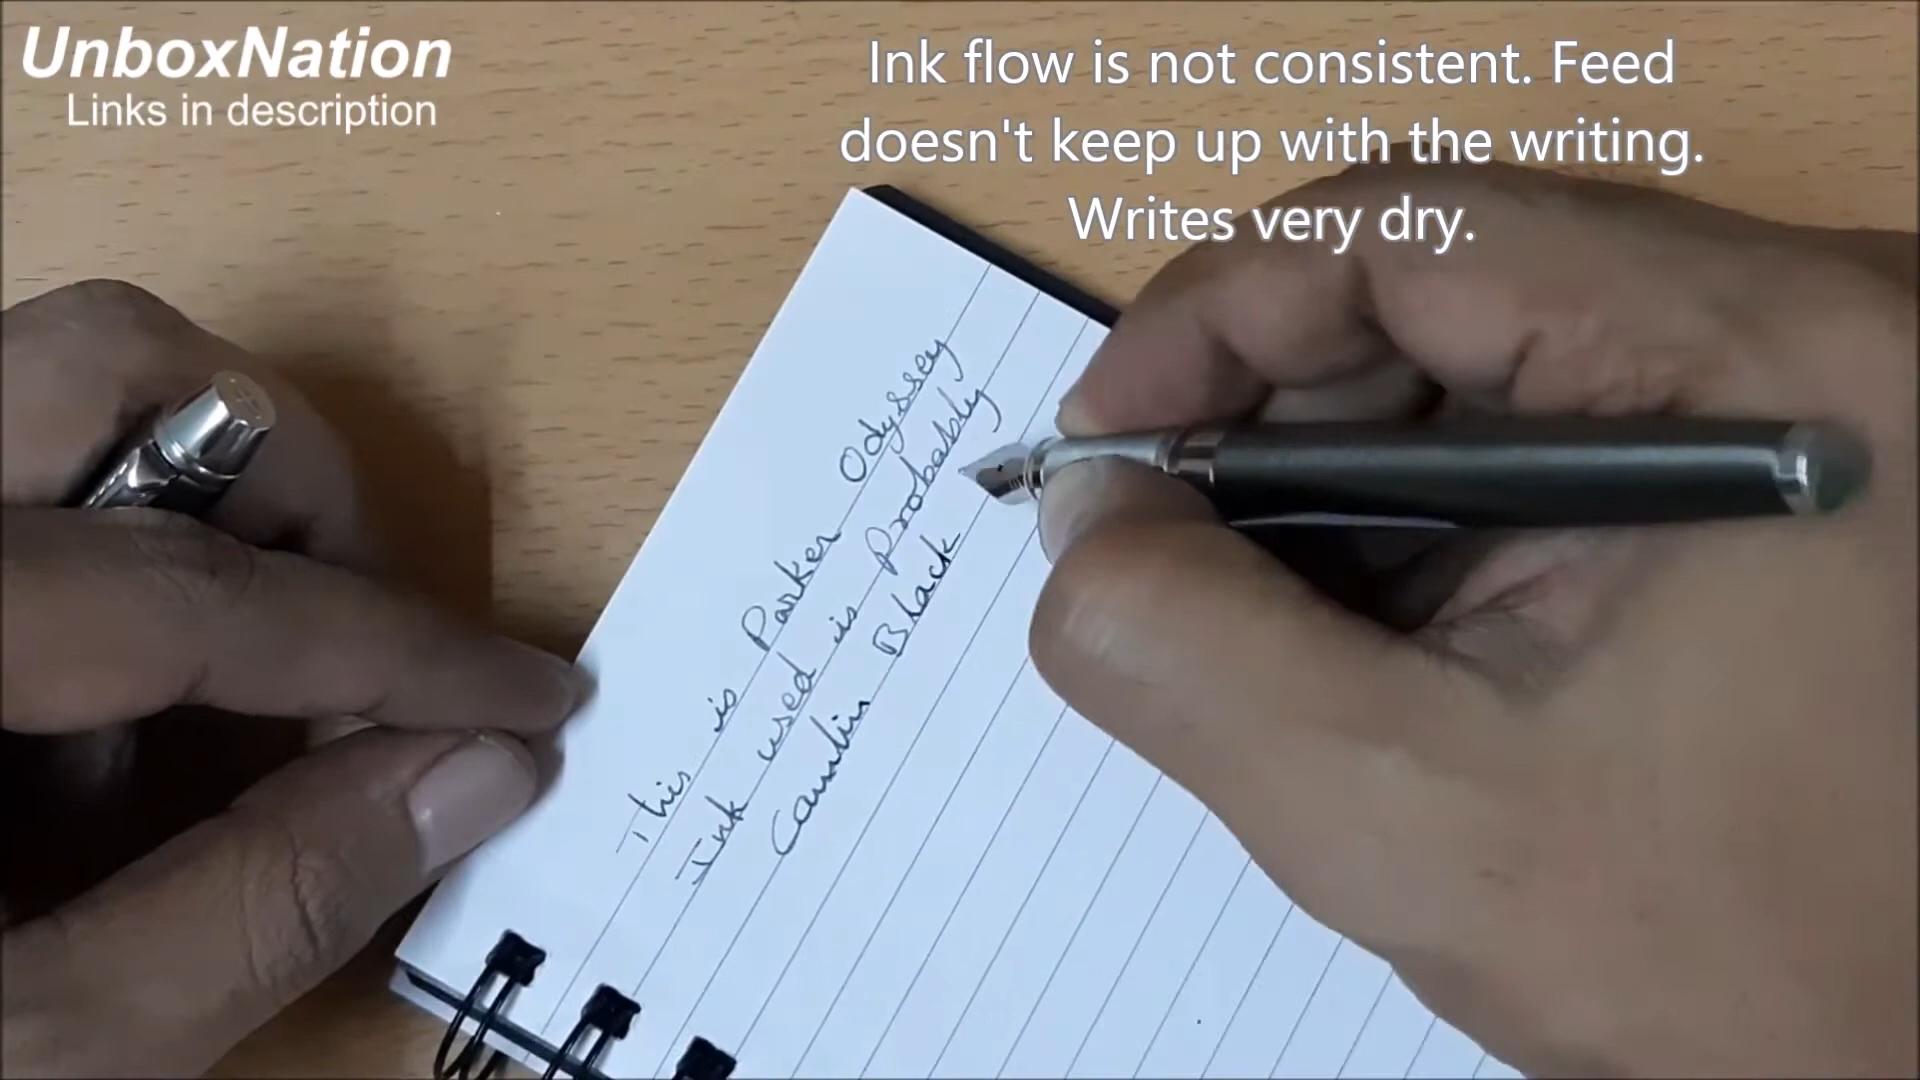 UnboxNation
Links in description
Ink flow is not consistent. Feed
doesn't keep up with the writing.
Writes very dry.
This is Parker Odyssey
Ink used is Probably
Camlin Black